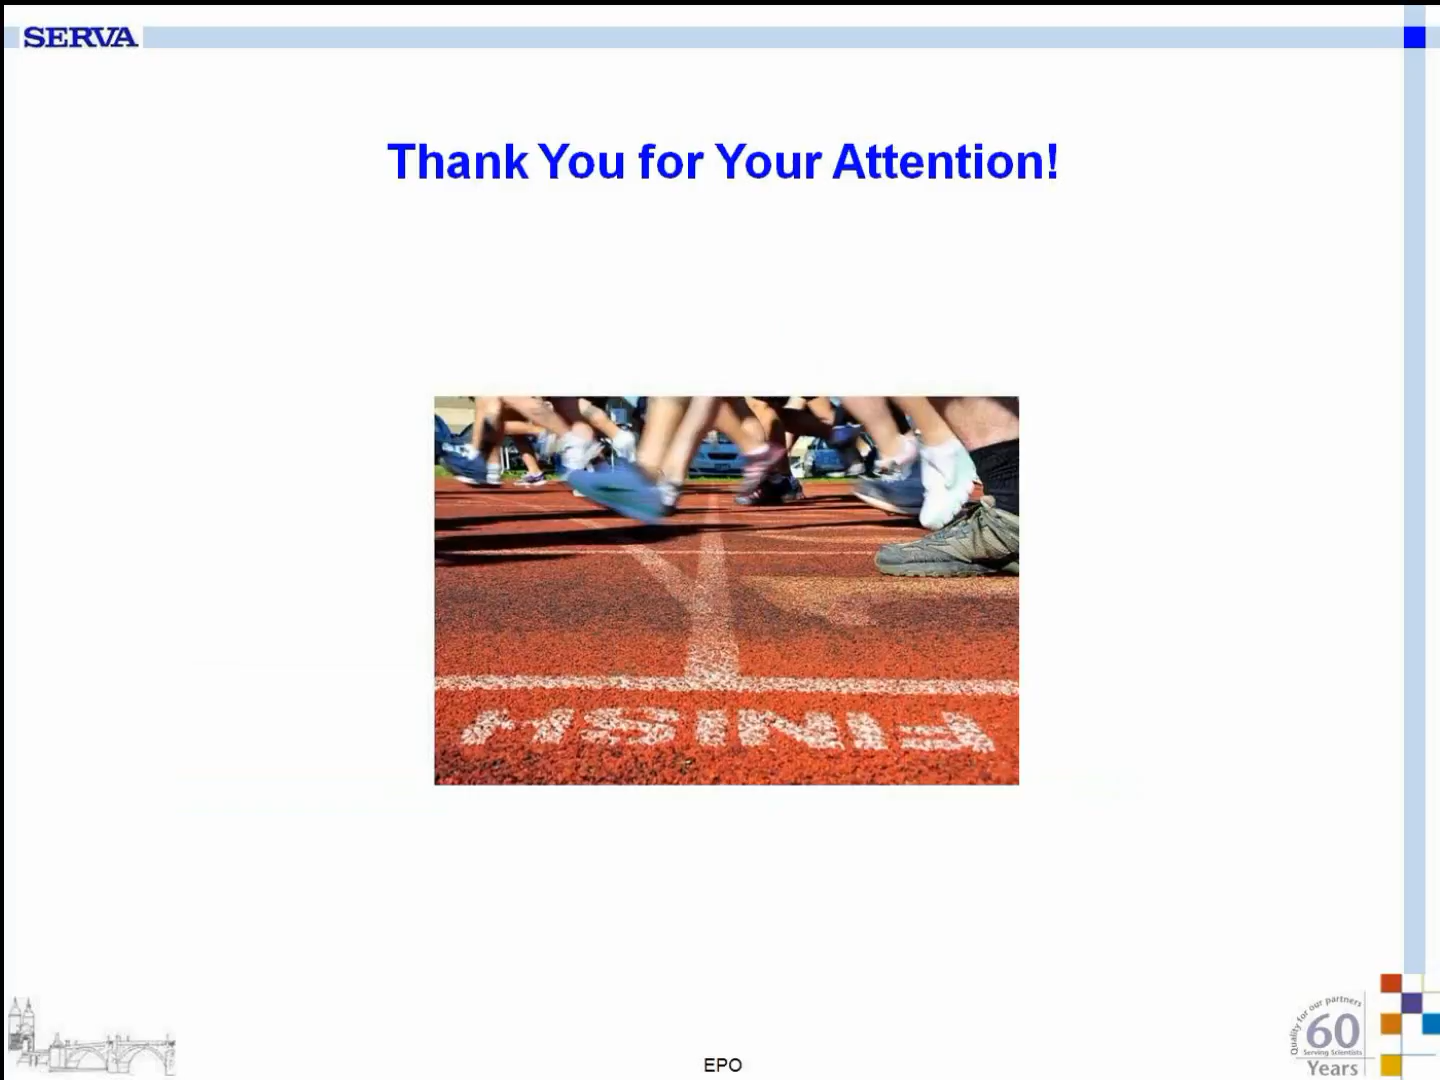 SERVA
Thank You for Your Attention!
FINISH
EPO
Quality for our partners
60
Serving Scientists
Years